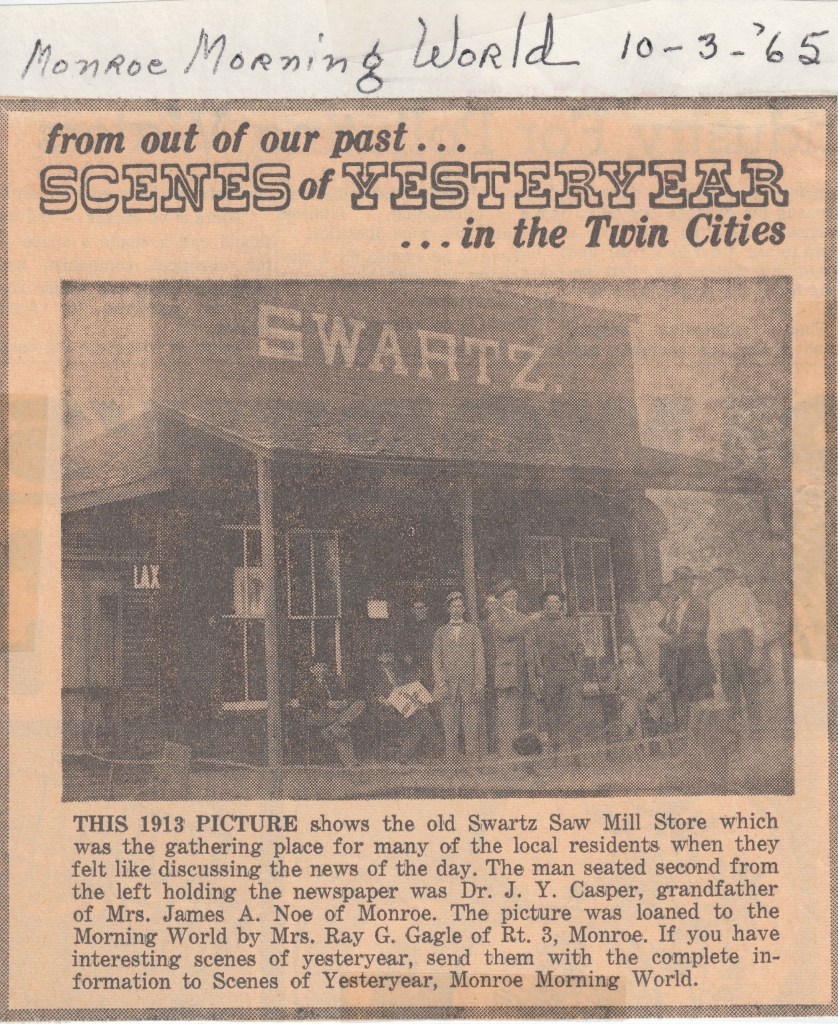 Monroe Morning World 10-3-'65
from out of our past...
SCENES of YESTERYEAR
...in the Twin Cities
SWARTZ.
LAX
THIS 1913 PICTURE shows the old Swartz Saw Mill Store which
was the gathering place for many of the local residents when they
felt like discussing the news of the day. The man seated second from
the left holding the newspaper was Dr. J. Y. Casper, grandfather
of Mrs. James A. Noe of Monroe. The picture was loaned to the
Morning World by Mrs. Ray G. Gagle of Rt. 3, Monroe. If you have
interesting scenes of yesteryear, send them with the complete in-
formation to Scenes of Yesteryear, Monroe Morning World.